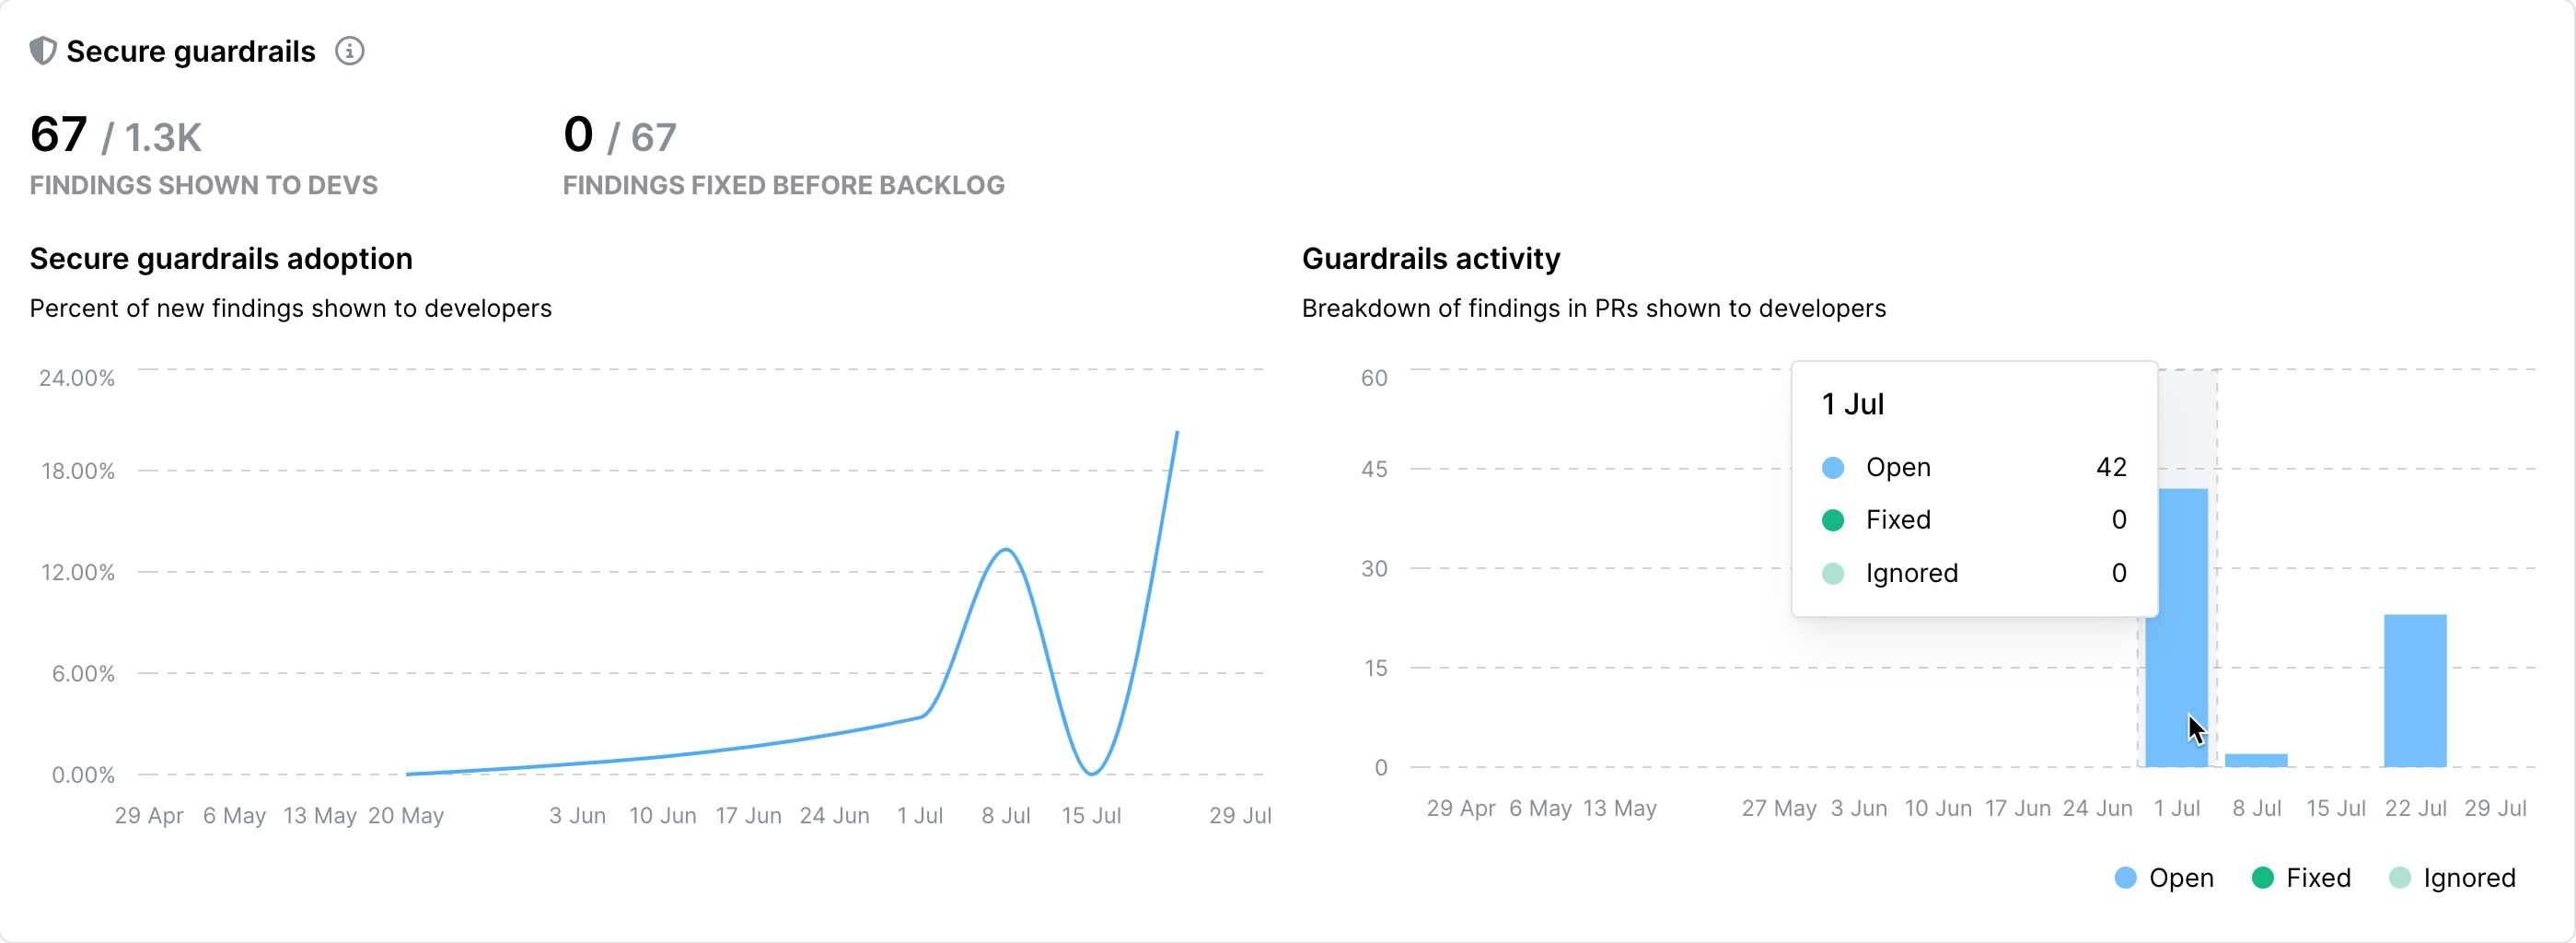 Secure guardrails
67 / 1.3K
FINDINGS SHOWN TO DEVS
0 / 67
FINDINGS FIXED BEFORE BACKLOG
Secure guardrails adoption
Percent of new findings shown to developers
24.00%
18.00%
12.00%
6.00%
0.00%
29 Apr 6 May 13 May 20 May 3 Jun 10 Jun 17 Jun 24 Jun 1 Jul 8 Jul 15 Jul 29 Jul
Guardrails activity
Breakdown of findings in PRs shown to developers
60
45
30
15
0
1 Jul
Open 42
Fixed 0
Ignored 0
29 Apr 6 May 13 May 27 May 3 Jun 10 Jun 17 Jun 24 Jun 1 Jul 8 Jul 15 Jul 22 Jul 29 Jul
Open Fixed Ignored